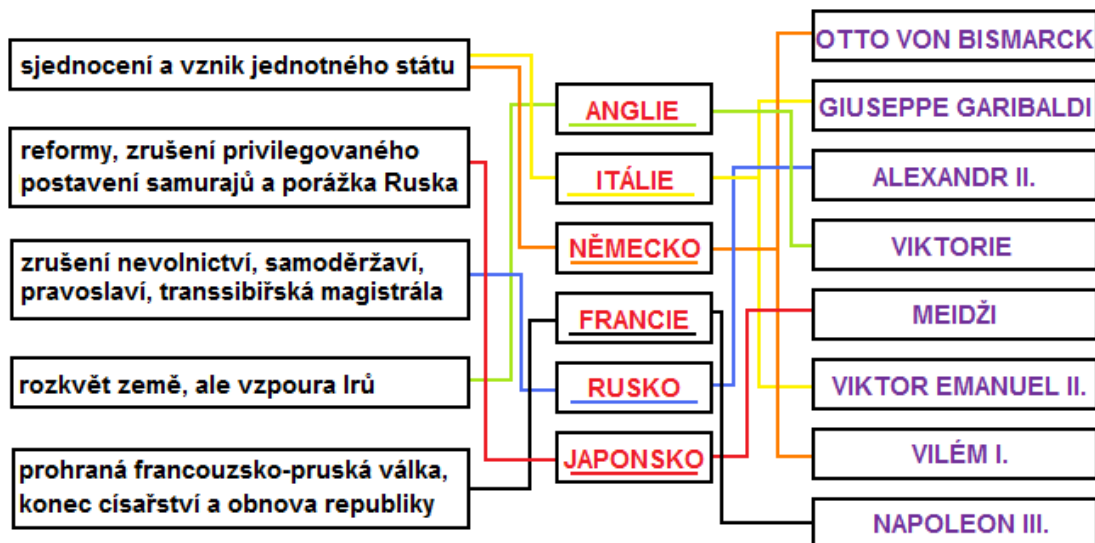 sjednocení a vznik jednotného státu
reformy, zrušení privilegovaného
postavení samurajů a porážka Ruska
zrušení nevolnictví, samoděržaví,
pravoslaví, transsibiřská magistrála
rozkvět země, ale vzpoura Irů
prohraná francouzsko-pruská válka,
konec císařství a obnova republiky
ANGLIE
ITÁLIE
NĚMECKO
FRANCIE
RUSKO
JAPONSKO
OTTO VON BISMARCK
GIUSEPPE GARIBALDI
ALEXANDR II.
VIKTORIE
MEIDŽI
VIKTOR EMANUEL II.
VILÉM I.
NAPOLEON III.